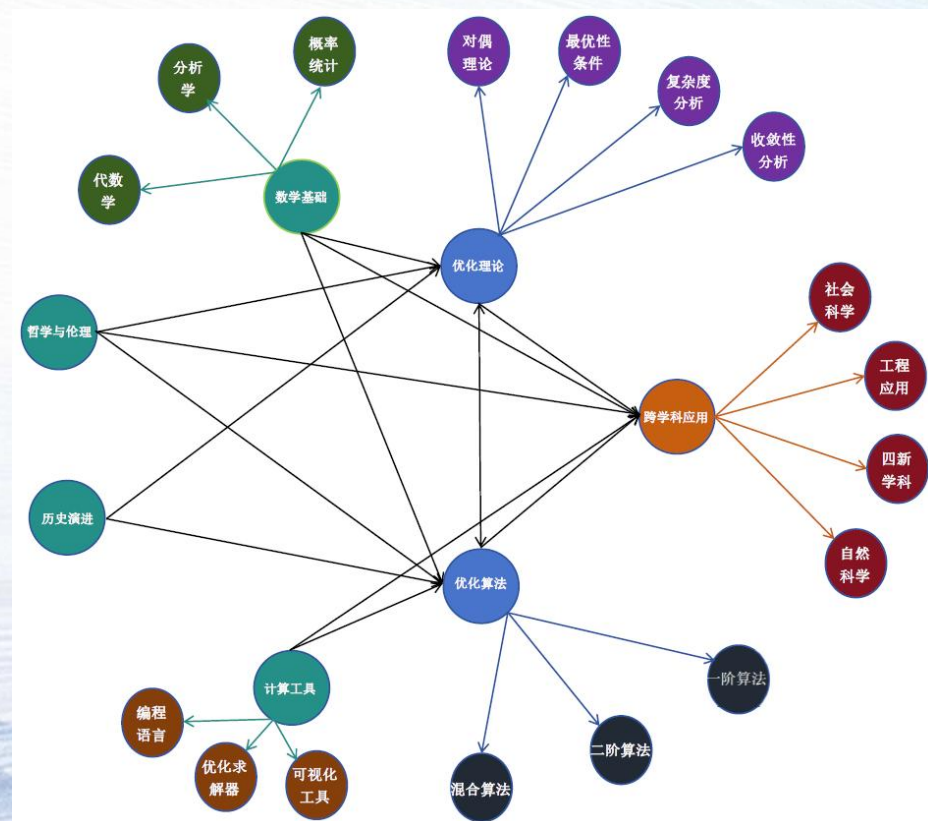 概率
统计
对偶
理论
最优性
条件
分析
学
复杂度
分析
收敛性
分析
代数
学
数学基础
优化理论
社会
科学
哲学与伦理
工程
应用
跨学科应用
四新
学科
历史演进
自然
科学
优化算法
计算工具
一阶算法
编程
语言
二阶算法
优化求
解器
可视化
工具
混合算法